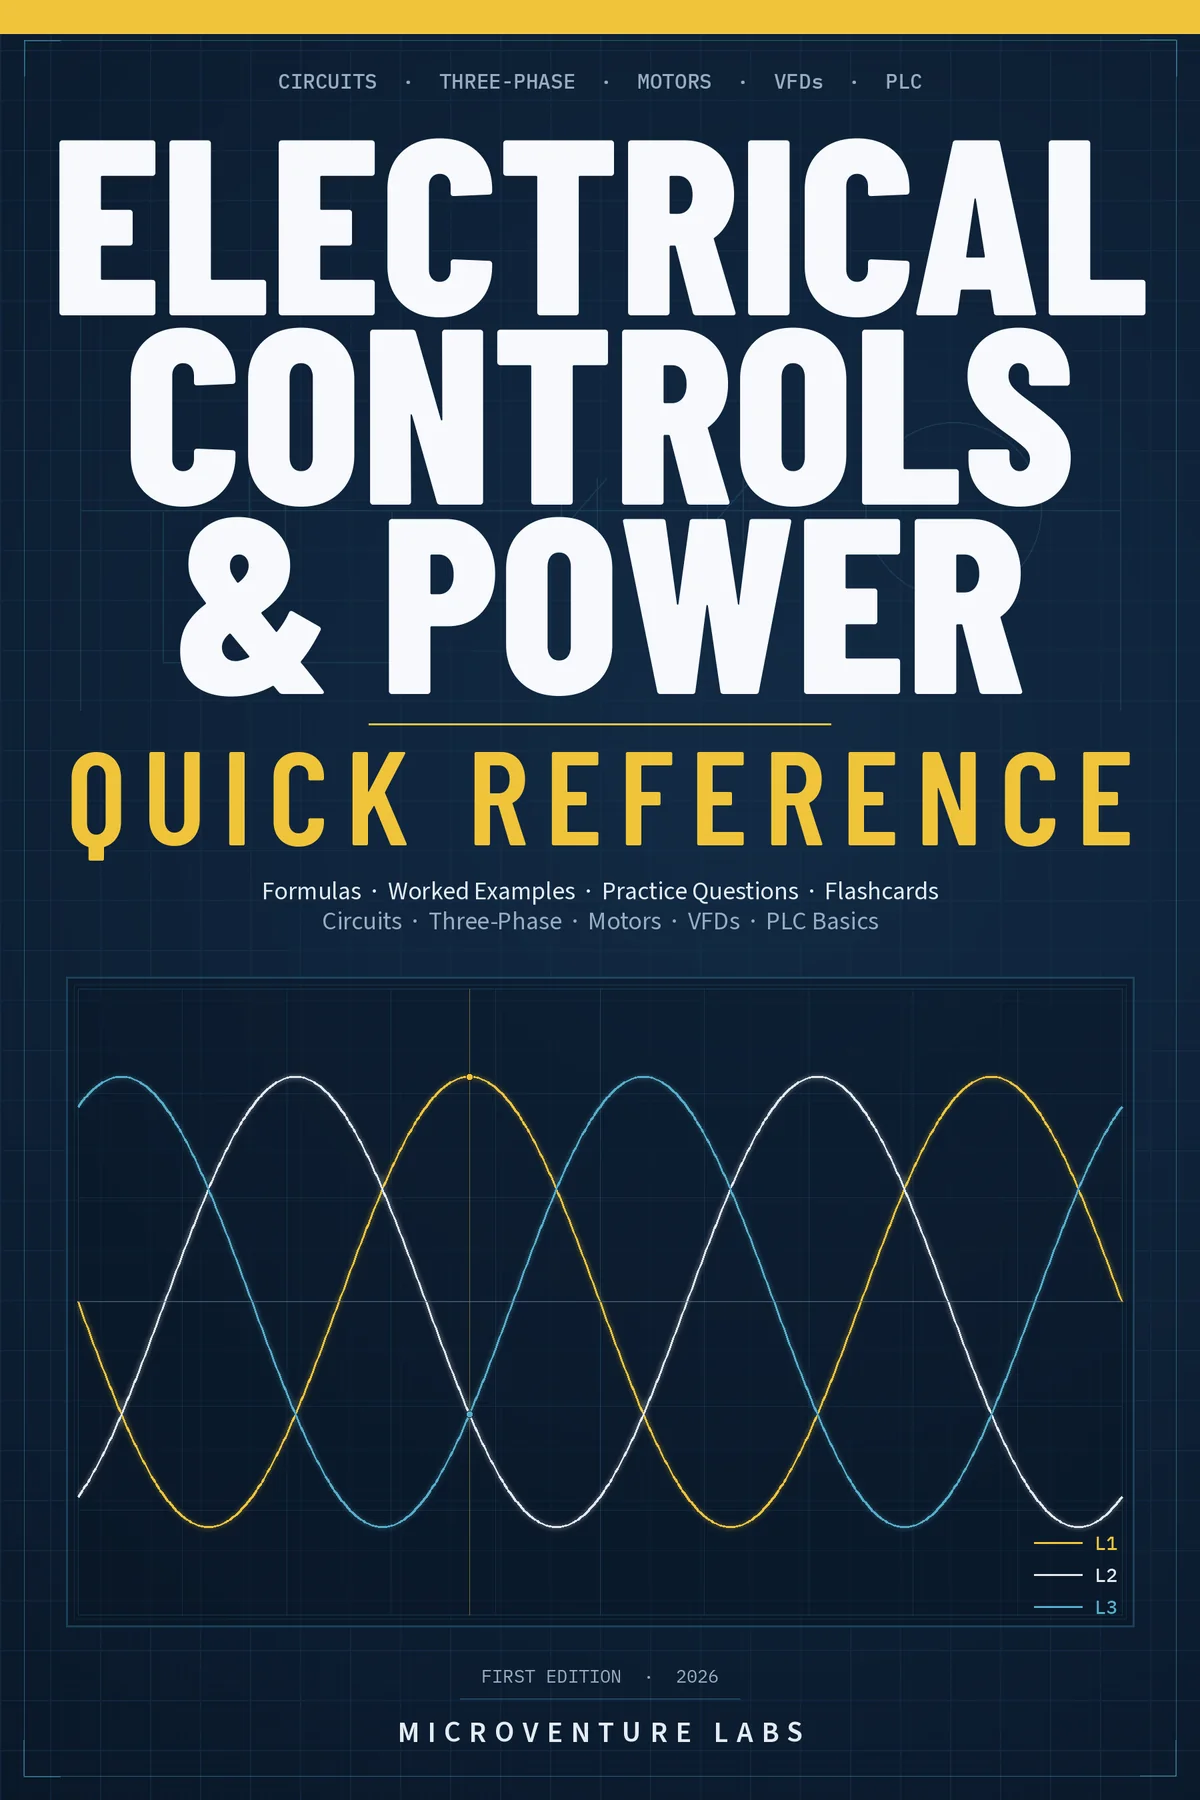 CIRCUITS · THREE-PHASE · MOTORS · VFDs · PLC
ELECTRICAL
CONTROLS
& POWER
QUICK REFERENCE
Formulas · Worked Examples · Practice Questions · Flashcards
Circuits · Three-Phase · Motors · VFDs · PLC Basics
L1
L2
L3
FIRST EDITION · 2026
MICROVENTURE LABS